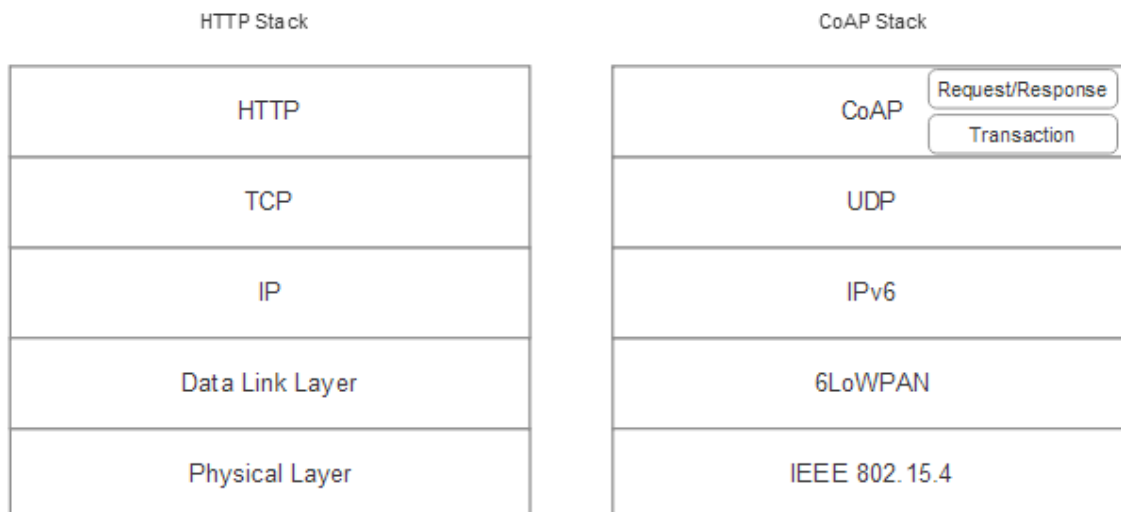 HTTP Stack
HTTP
TCP
IP
Data Link Layer
Physical Layer
CoAP Stack
CoAP
Request/Response
Transaction
UDP
IPv6
6LoWPAN
IEEE 802.15.4